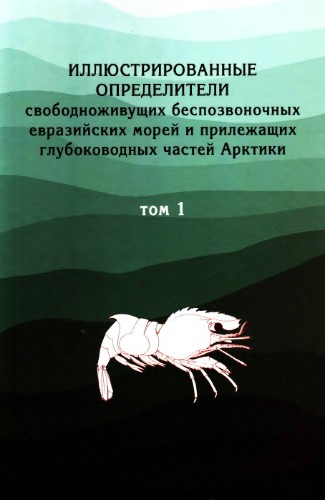 ИЛЛЮСТРИРОВАННЫЕ
ОПРЕДЕЛИТЕЛИ
свободноживущих беспозвоночных
евразийских морей и прилежащих
глубоководных частей Арктики
том 1